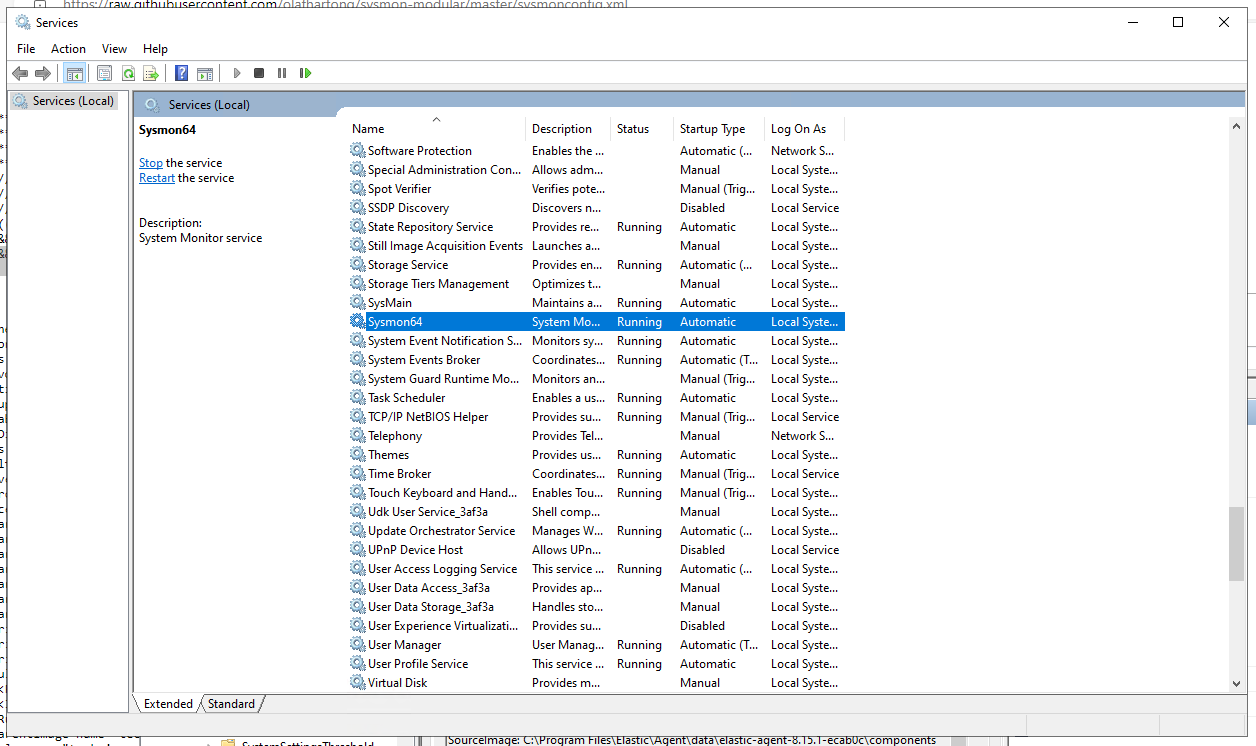 https://raw.githubusercontent.com/olafhartong/sysmon-modular/master/sysmonconfig.xml
Services
File Action View Help
Services (Local)
Services (Local)
Sysmon64
Stop the service
Restart the service
Description:
System Monitor service
Name Description Status Startup Type Log On As
Software Protection Enables the ... Automatic (... Network S...
Special Administration Con... Allows adm... Manual Local Syste...
Spot Verifier Verifies pote... Manual (Trig... Local Syste...
SSDP Discovery Discovers n... Disabled Local Service
State Repository Service Provides re... Running Automatic Local Syste...
Still Image Acquisition Events Launches a... Manual Local Syste...
Storage Service Provides en... Running Automatic (... Local Syste...
Storage Tiers Management Optimizes t... Manual Local Syste...
SysMain Maintains a... Running Automatic Local Syste...
Sysmon64 System Mo... Running Automatic Local Syste...
System Event Notification S... Monitors sy... Running Automatic Local Syste...
System Events Broker Coordinates... Running Automatic (T... Local Syste...
System Guard Runtime Mo... Monitors an... Manual (Trig... Local Syste...
Task Scheduler Enables a us... Running Automatic Local Syste...
TCP/IP NetBIOS Helper Provides su... Running Manual (Trig... Local Service
Telephony Provides Tel... Manual Network S...
Themes Provides us... Running Automatic Local Syste...
Time Broker Coordinates... Running Manual (Trig... Local Service
Touch Keyboard and Hand... Enables Tou... Running Manual (Trig... Local Syste...
Udk User Service_3af3a Shell comp... Manual Local Syste...
Update Orchestrator Service Manages W... Running Automatic (... Local Syste...
UPnP Device Host Allows UPn... Disabled Local Service
User Access Logging Service This service ... Running Automatic (... Local Syste...
User Data Access_3af3a Provides ap... Manual Local Syste...
User Data Storage_3af3a Handles sto... Manual Local Syste...
User Experience Virtualizati... Provides su... Disabled Local Syste...
User Manager User Manag... Running Automatic (T... Local Syste...
User Profile Service This service ... Running Automatic Local Syste...
Virtual Disk Provides m... Manual Local Syste...
Extended Standard
SystemSettingsThreshold
SourceImage: C:\Program Files\Elastic\Agent\data\elastic-agent-8.15.1-ecab0c\components